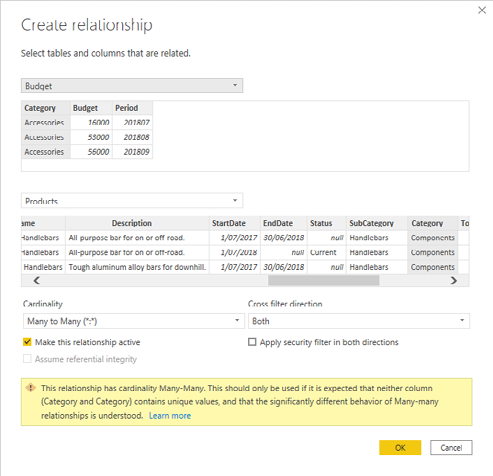 Create relationship
Select tables and columns that are related.
Budget
Category Budget Period
Accessories 16000 201807
Accessories 53000 201808
Accessories 56000 201809
Products
ame Description StartDate EndDate Status SubCategory Category To
Handlebars All-purpose bar for on or off-road. 1/07/2017 30/06/2018 null Handlebars Components
Handlebars All-purpose bar for on or off-road. 1/07/2018 null Current Handlebars Components
Handlebars Tough aluminum alloy bars for downhill. 1/07/2017 30/06/2018 null Handlebars Components
Cardinality Cross filter direction
Many to Many (*:*) Both
Make this relationship active Apply security filter in both directions
Assume referential integrity
This relationship has cardinality Many-Many. This should only be used if it is expected that neither column
(Category and Category) contains unique values, and that the significantly different behavior of Many-many
relationships is understood. Learn more
OK Cancel